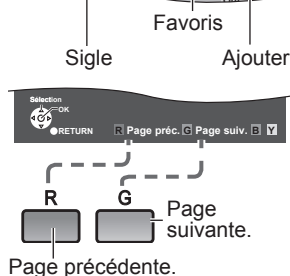 Favoris
Sigle
Ajouter
Sélection
OK
RETURN
R Page préc. G Page suiv. B Y
R
G
Page
suivante.
Page précédente.